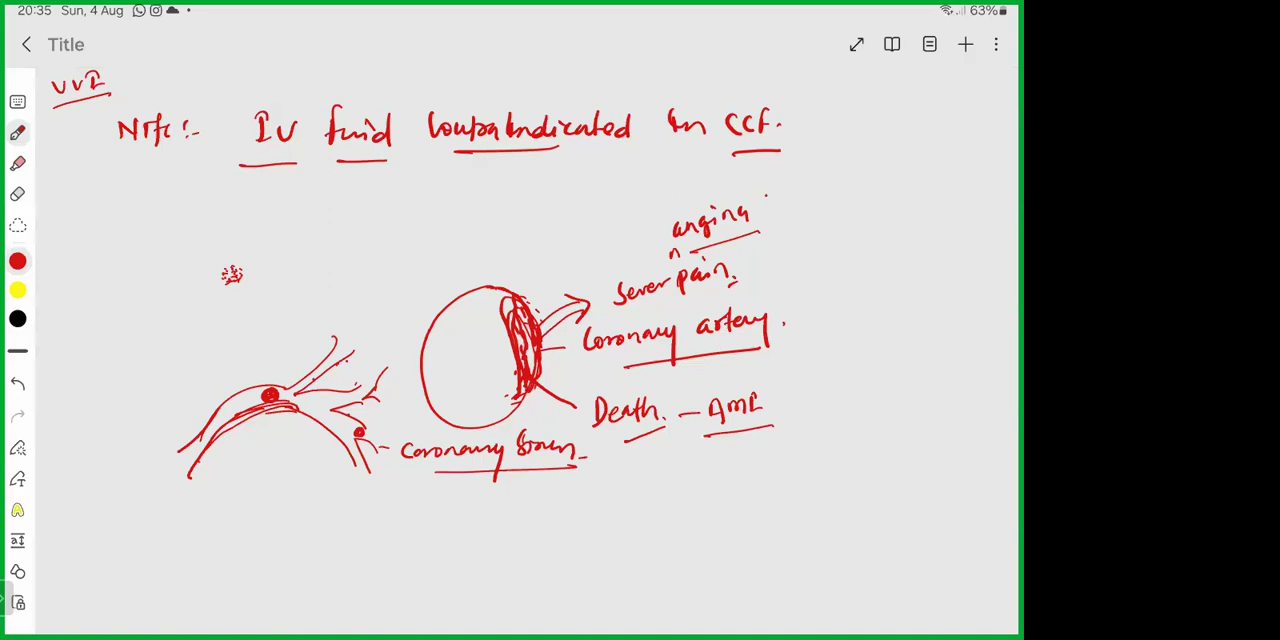 20:35 Sun, 4 Aug
63%
Title
VVI
Note:- IV fluid Contraindicated in CCF.
angina
Sever pain.
Coronary artery.
Death. - AMI
Coronary